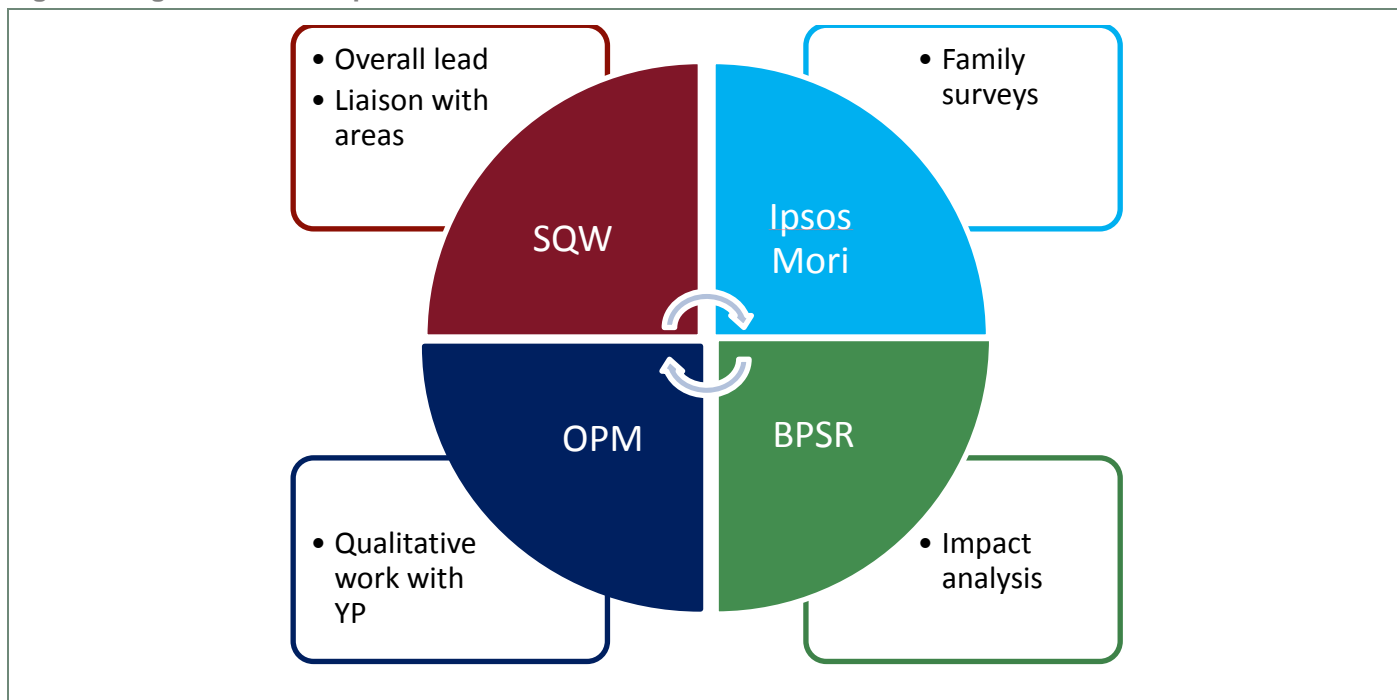 • Overall lead
• Liaison with
areas
• Family
surveys
SQW
Ipsos
Mori
OPM
BPSR
• Qualitative
work with
YP
• Impact
analysis